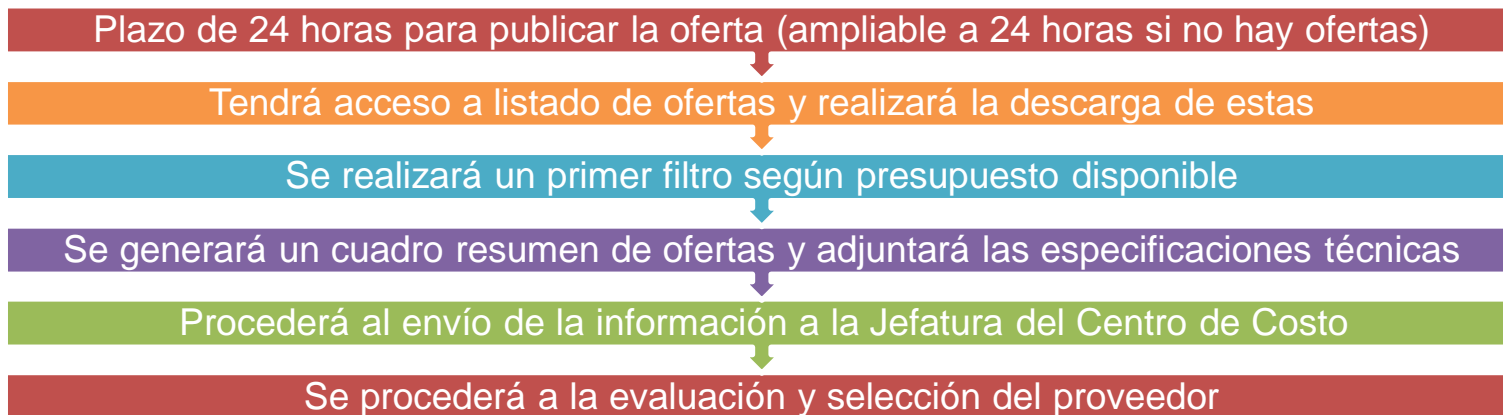 Plazo de 24 horas para publicar la oferta (ampliable a 24 horas si no hay ofertas)
Tendrá acceso a listado de ofertas y realizará la descarga de estas
Se realizará un primer filtro según presupuesto disponible
Se generará un cuadro resumen de ofertas y adjuntará las especificaciones técnicas
Procederá al envío de la información a la Jefatura del Centro de Costo
Se procederá a la evaluación y selección del proveedor